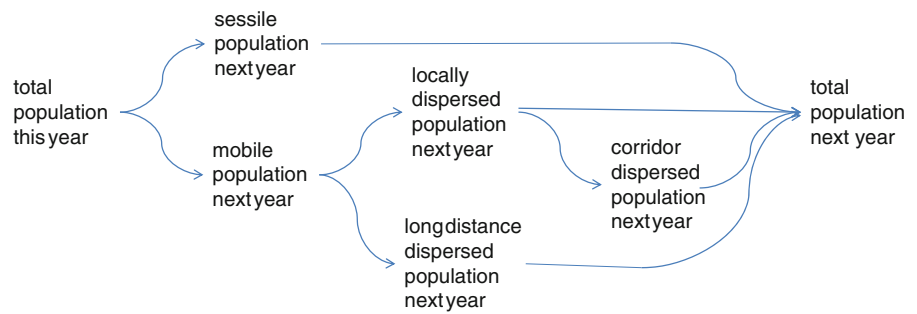 total
population
this year
sessile
population
next year
mobile
population
next year
locally
dispersed
population
next year
corridor
dispersed
population
next year
long distance
dispersed
population
next year
total
population
next year